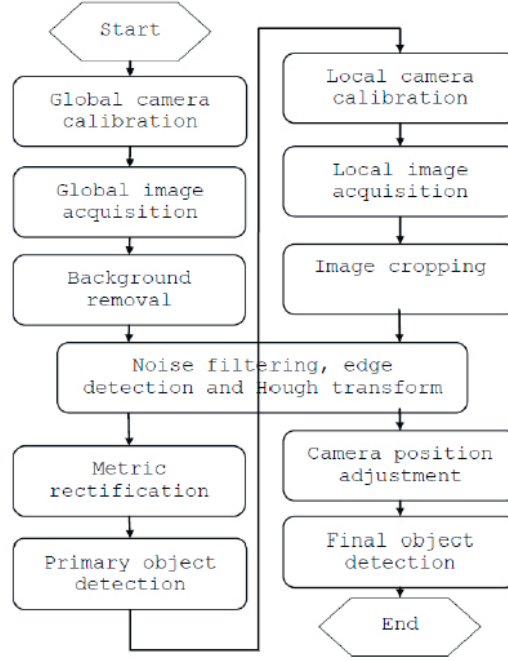 Start
Global camera
calibration
Global image
acquisition
Background
removal
Noise filtering, edge
detection and Hough transform
Metric
rectification
Primary object
detection
Local camera
calibration
Local image
acquisition
Image cropping
Camera position
adjustment
Final object
detection
End